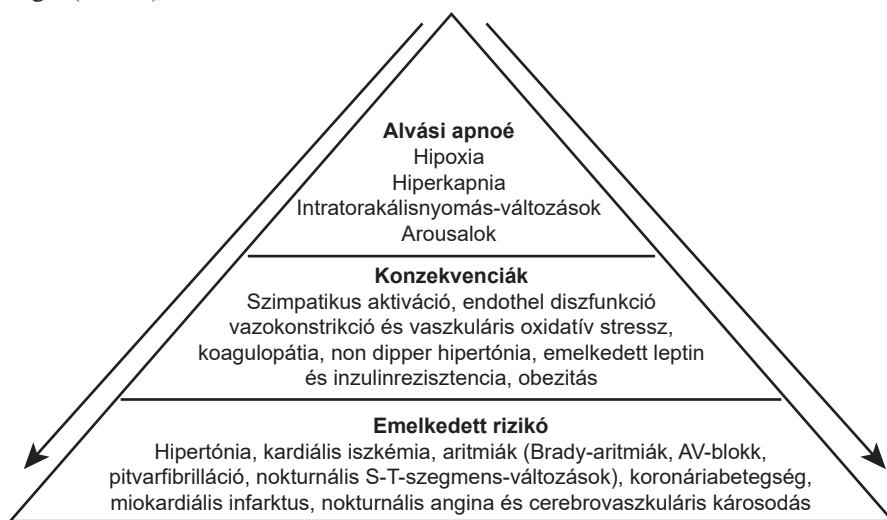 Alvási apnoé
Hipoxia
Hiperkapnia
Intratorakálisnyomás-változások
Arousalok
Konzekvenciák
Szimpatikus aktiváció, endothel diszfunkció
vazokonstrikció és vaszkuláris oxidatív stressz,
koagulopátia, non dipper hipertónia, emelkedett leptin
és inzulinrezisztencia, obezitás
Emelkedett rizikó
Hipertónia, kardiális iszkémia, aritmiák (Brady-aritmiák, AV-blokk,
pitvarfibrilláció, nokturnális S-T-szegmens-változások), koronáriabetegség,
miokardiális infarktus, nokturnális angina és cerebrovaszkuláris károsodás